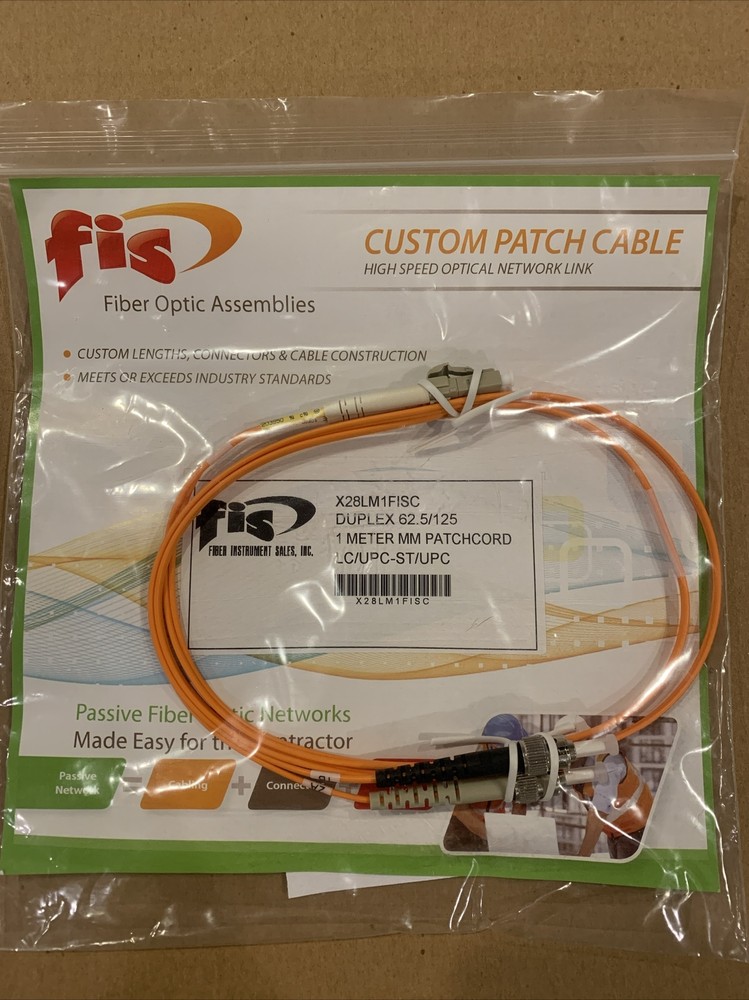 fis
CUSTOM PATCH CABLE
HIGH SPEED OPTICAL NETWORK LINK
Fiber Optic Assemblies
• CUSTOM LENGTHS, CONNECTORS & CABLE CONSTRUCTION
• MEETS OR EXCEEDS INDUSTRY STANDARDS
fis
FIBER INSTRUMENT SALES, INC.
X28LM1FISC
DUPLEX 62.5/125
1 METER MM PATCHCORD
LC/UPC-ST/UPC
X28LM1FISC
Passive Fiber Optic Networks
Made Easy for the Contractor
Passive Network = Cabling + Connect